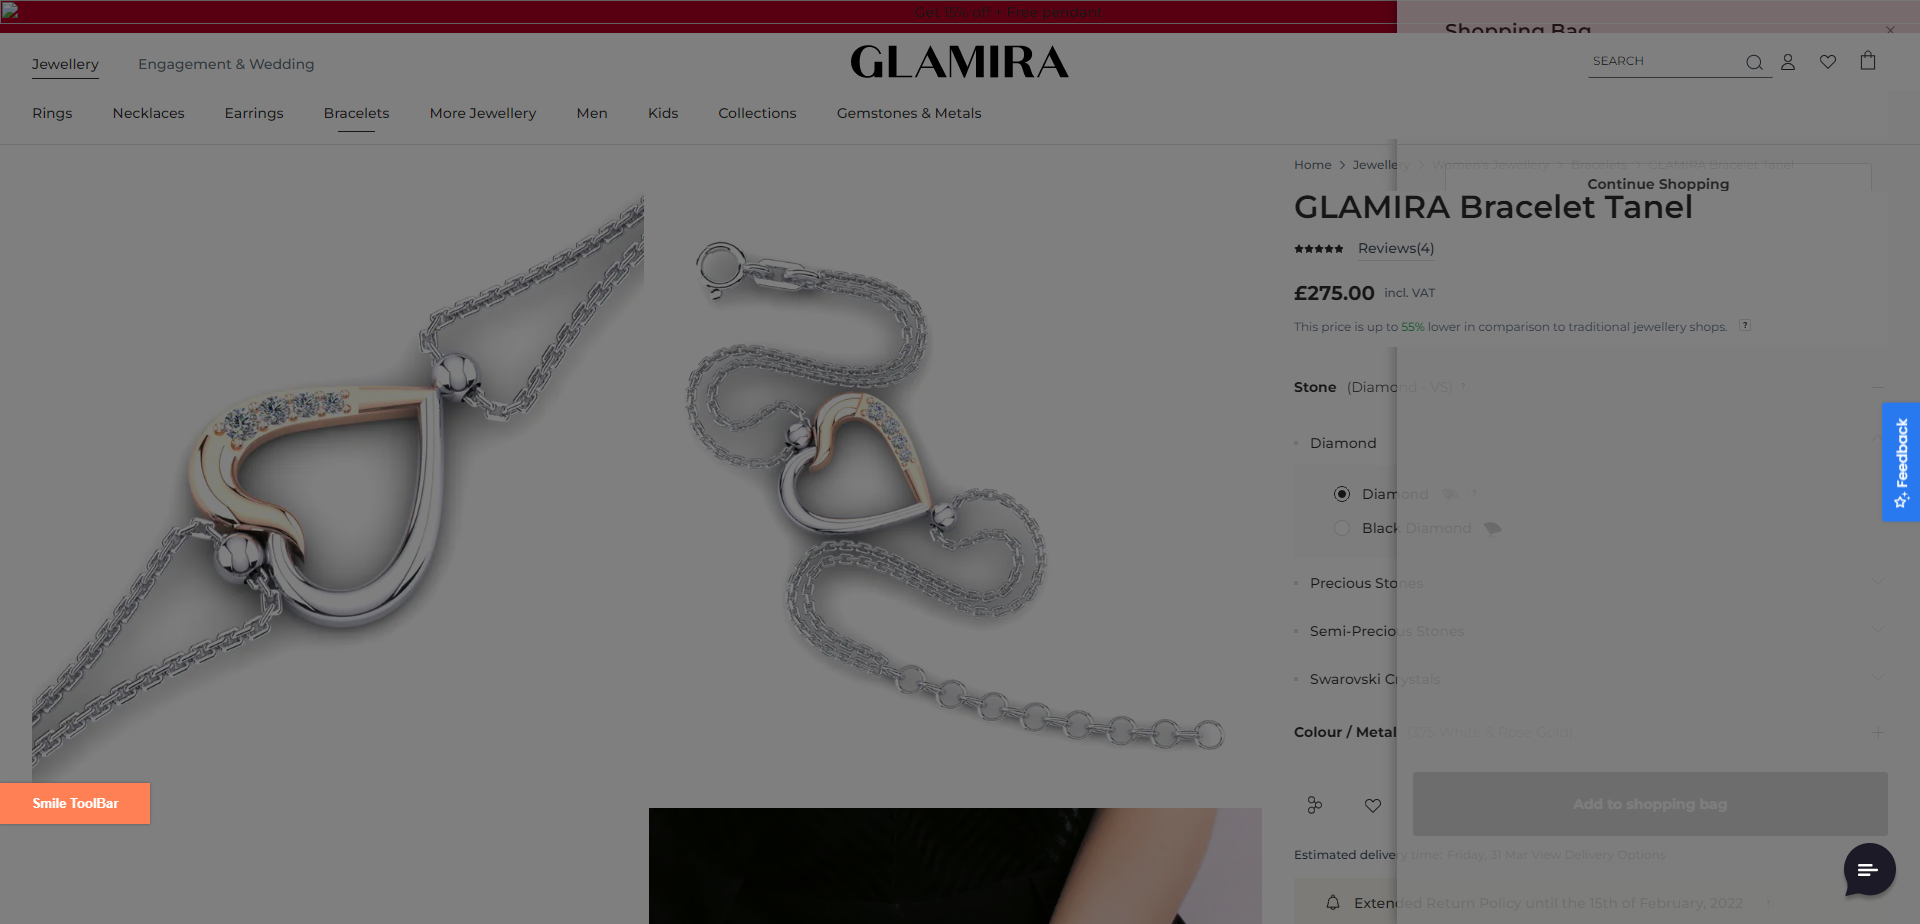 Get 15% off + Free pendant
Shopping Bag
Jewellery
Engagement & Wedding
GLAMIRA
SEARCH
Rings
Necklaces
Earrings
Bracelets
More Jewellery
Men
Kids
Collections
Gemstones & Metals
Home > Jewellery > Women's Jewellery > Bracelets > GLAMIRA Bracelet Tanel
Continue Shopping
GLAMIRA Bracelet Tanel
Reviews(4)
£275.00 incl. VAT
This price is up to 55% lower in comparison to traditional jewellery shops. ?
Stone (Diamond - VS) ?
Diamond
Diamond ?
Black Diamond
Feedback
Precious Stones
Semi-Precious Stones
Swarovski Crystals
Colour / Metal (375 White & Rose Gold)
Smile ToolBar
Add to shopping bag
Estimated delivery time: Friday, 31 Mar View Delivery Options
Extended Return Policy until the 15th of February, 2022